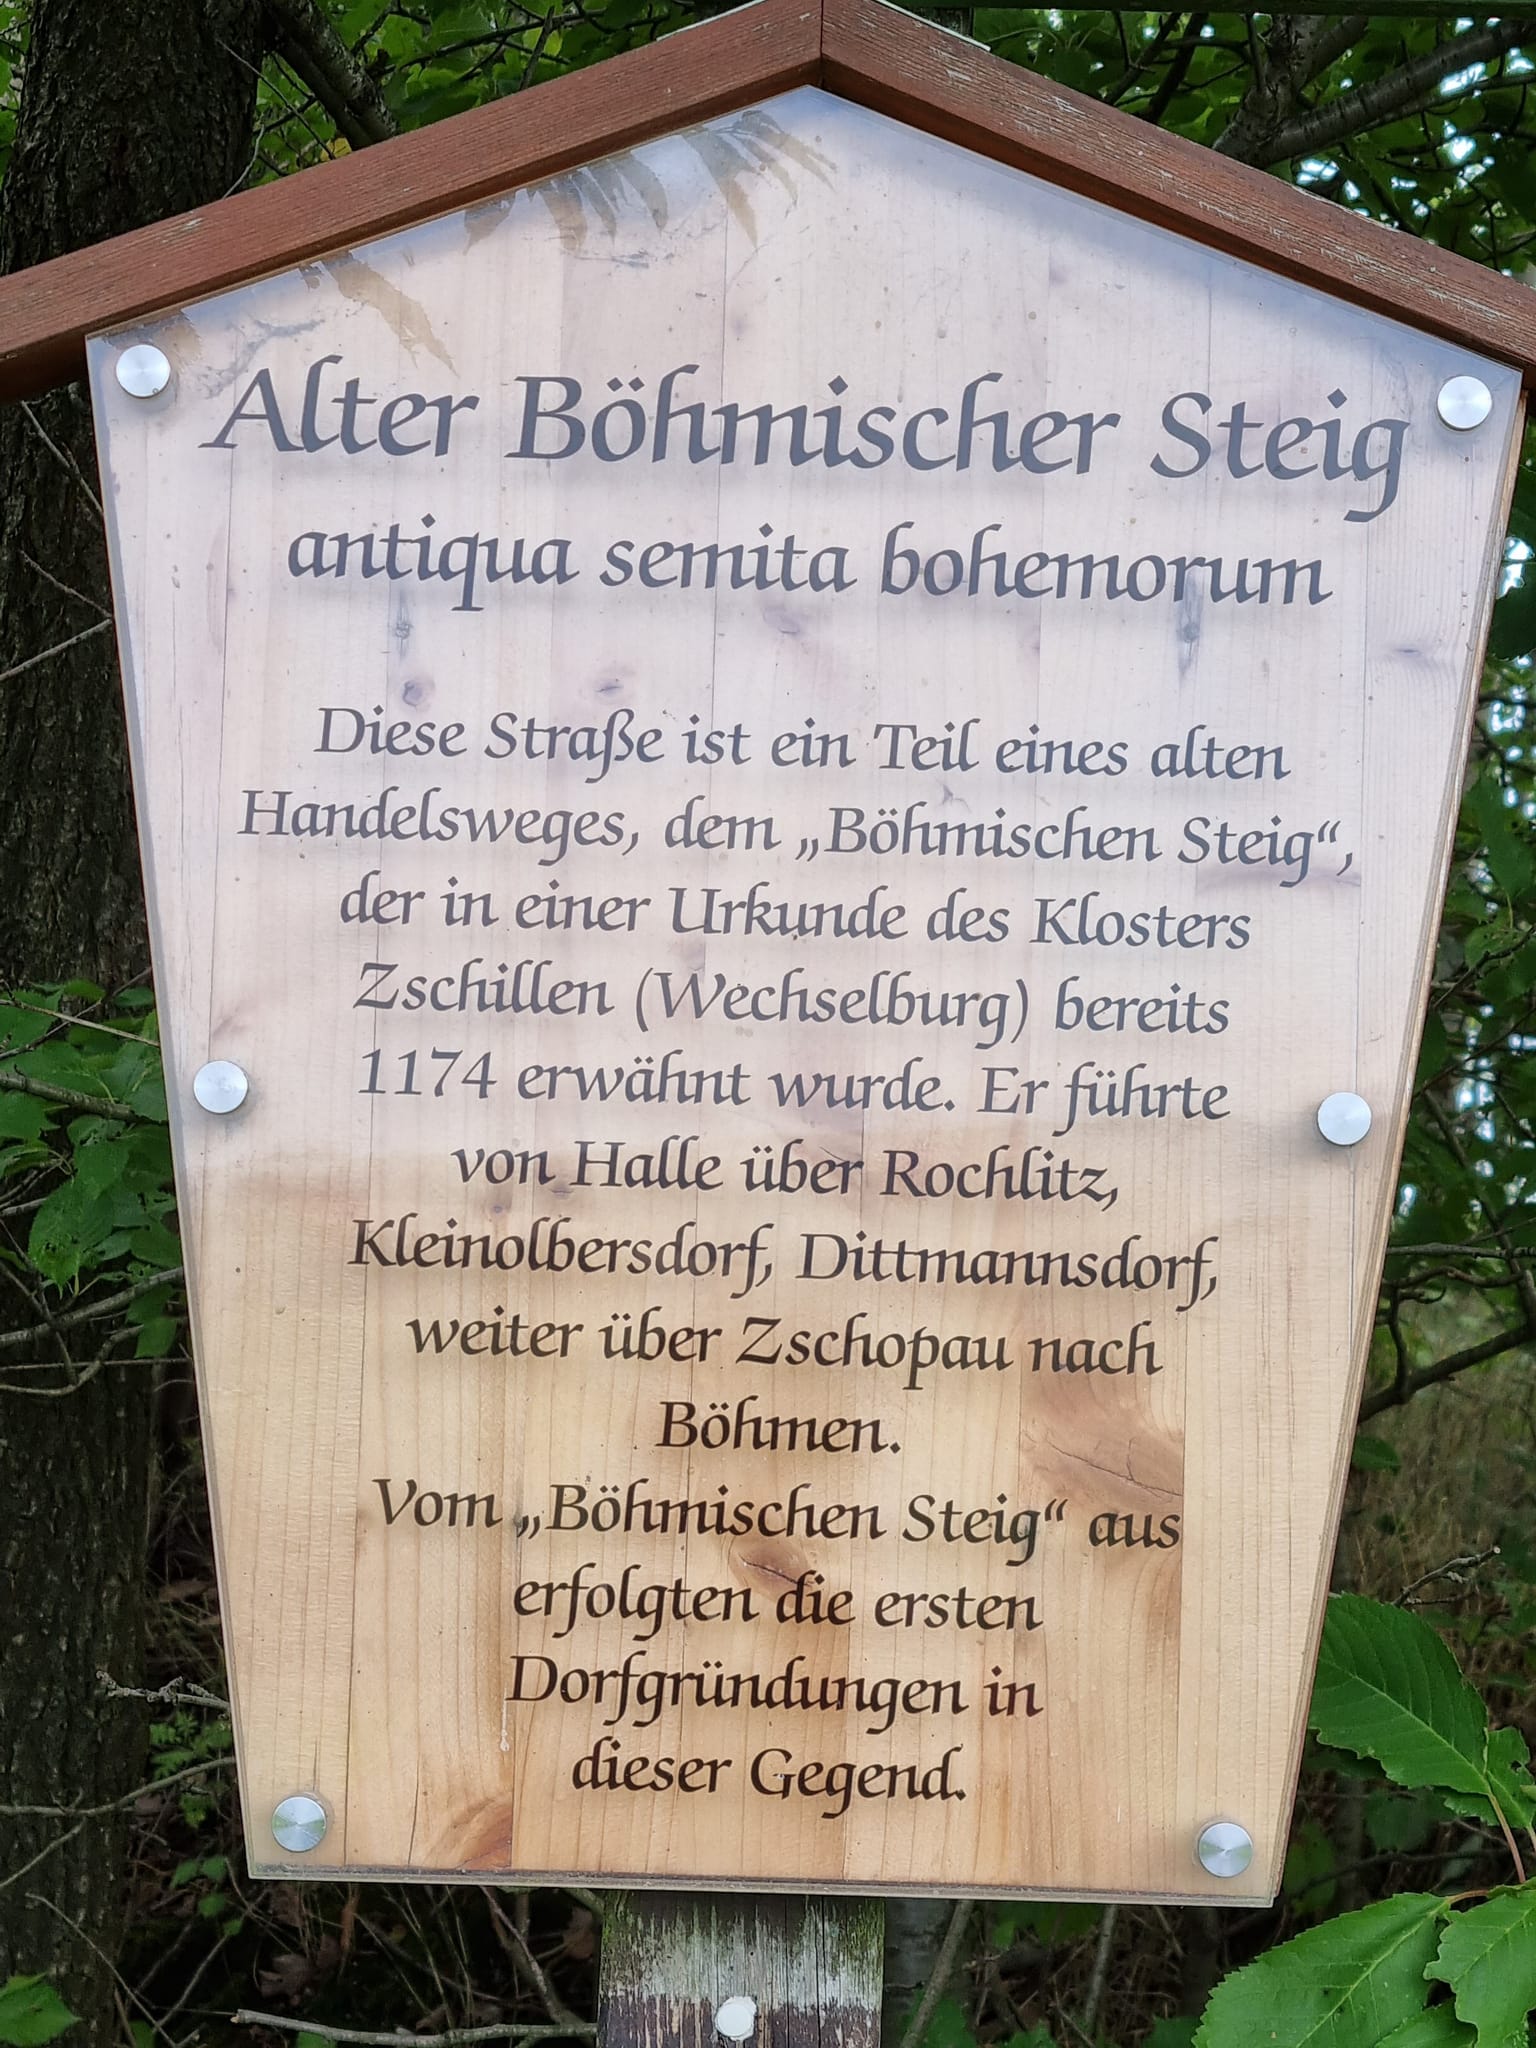 Alter Böhmischer Steig
antiqua semita bohemorum
Diese Straße ist ein Teil eines alten
Handelsweges, dem „Böhmischen Steig“,
der in einer Urkunde des Klosters
Zschillen (Wechselburg) bereits
1174 erwähnt wurde. Er führte
von Halle über Rochlitz,
Kleinolbersdorf, Dittmannsdorf,
weiter über Zschopau nach
Böhmen.
Vom „Böhmischen Steig“ aus
erfolgten die ersten
Dorfgründungen in
dieser Gegend.